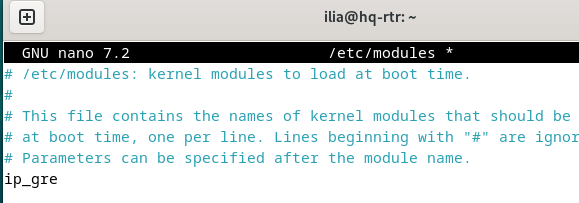 ilia@hq-rtr: ~
GNU nano 7.2 /etc/modules *
# /etc/modules: kernel modules to load at boot time.
#
# This file contains the names of kernel modules that should be
# at boot time, one per line. Lines beginning with "#" are ignor
# Parameters can be specified after the module name.
ip_gre